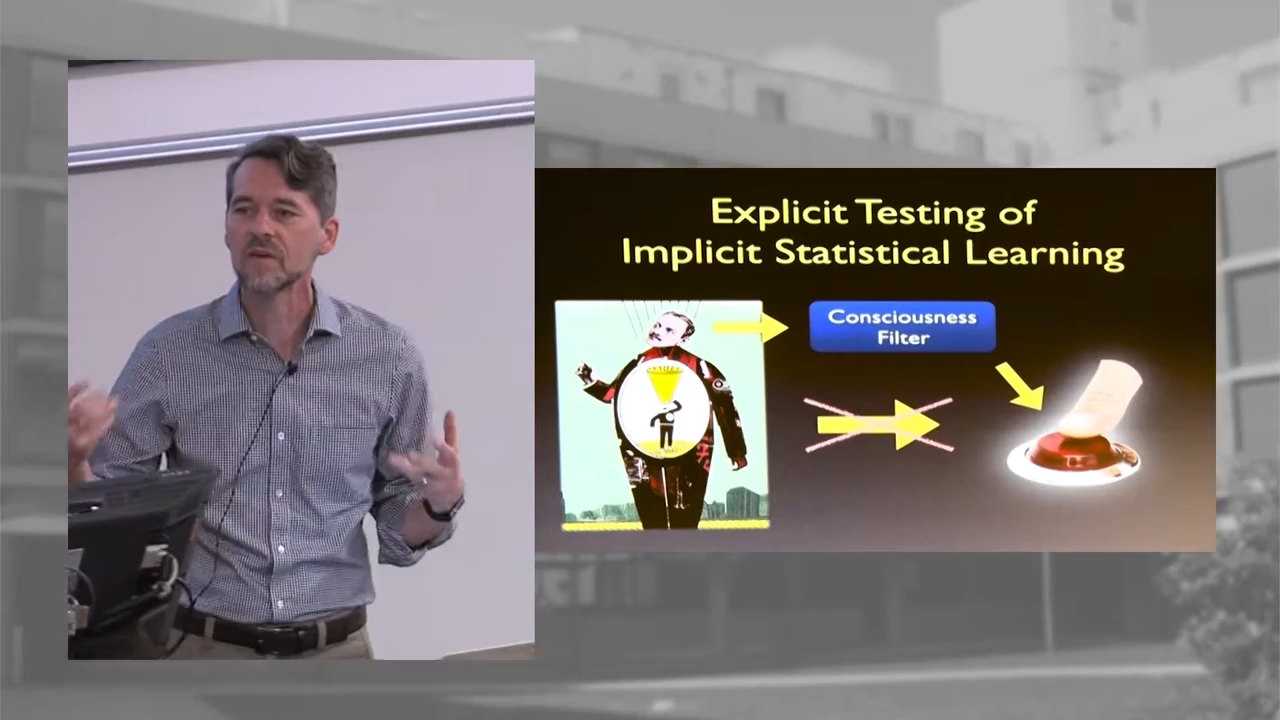 Explicit Testing of
Implicit Statistical Learning
Consciousness
Filter